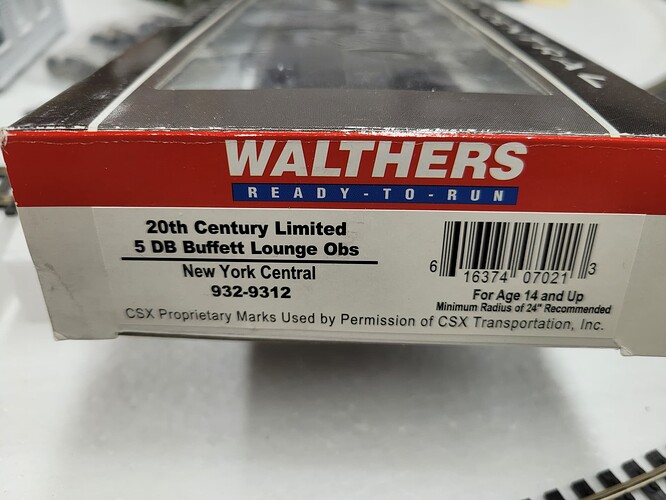 WALTHERS
READY-TO-RUN
20th Century Limited
5 DB Buffett Lounge Obs
New York Central
932-9312
6 16374 07021 3
For Age 14 and Up
Minimum Radius of 24" Recommended
CSX Proprietary Marks Used by Permission of CSX Transportation, Inc.